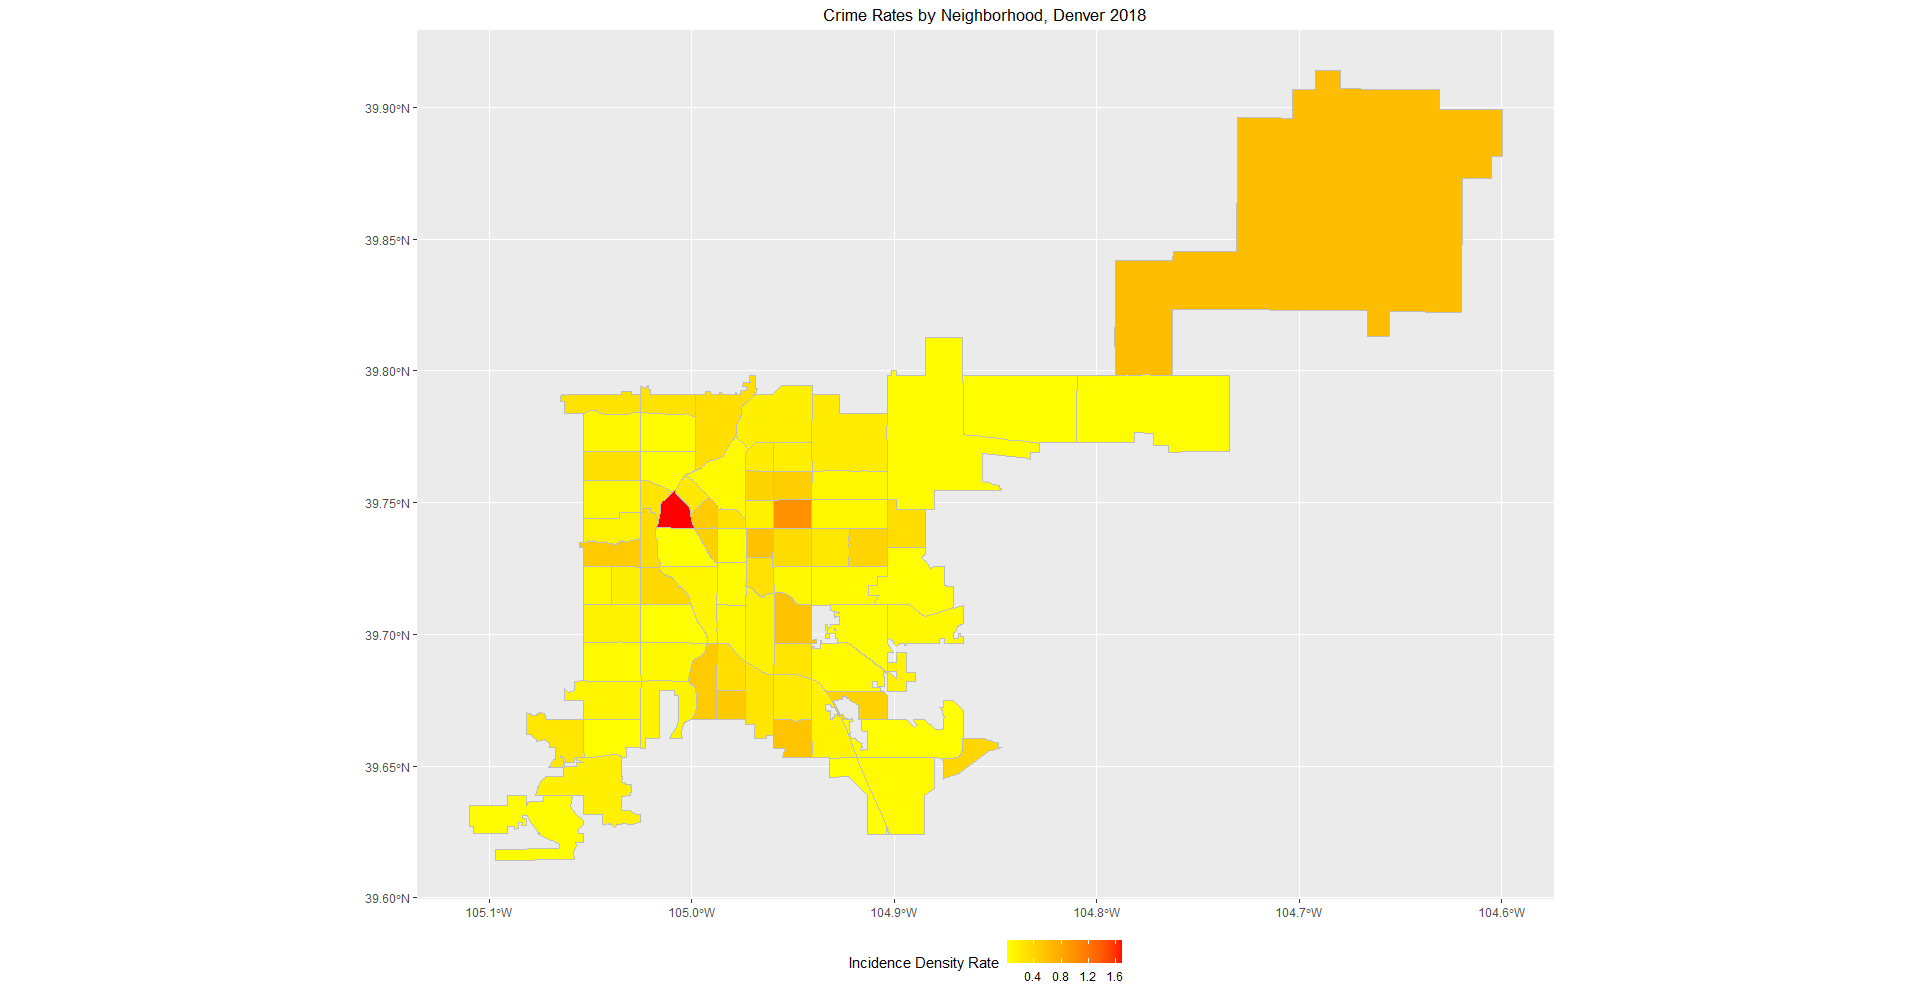 Crime Rates by Neighborhood, Denver 2018
39.90°N
39.85°N
39.80°N
39.75°N
39.70°N
39.65°N
39.60°N
105.1°W 105.0°W 104.9°W 104.8°W 104.7°W 104.6°W
Incidence Density Rate
0.4 0.8 1.2 1.6